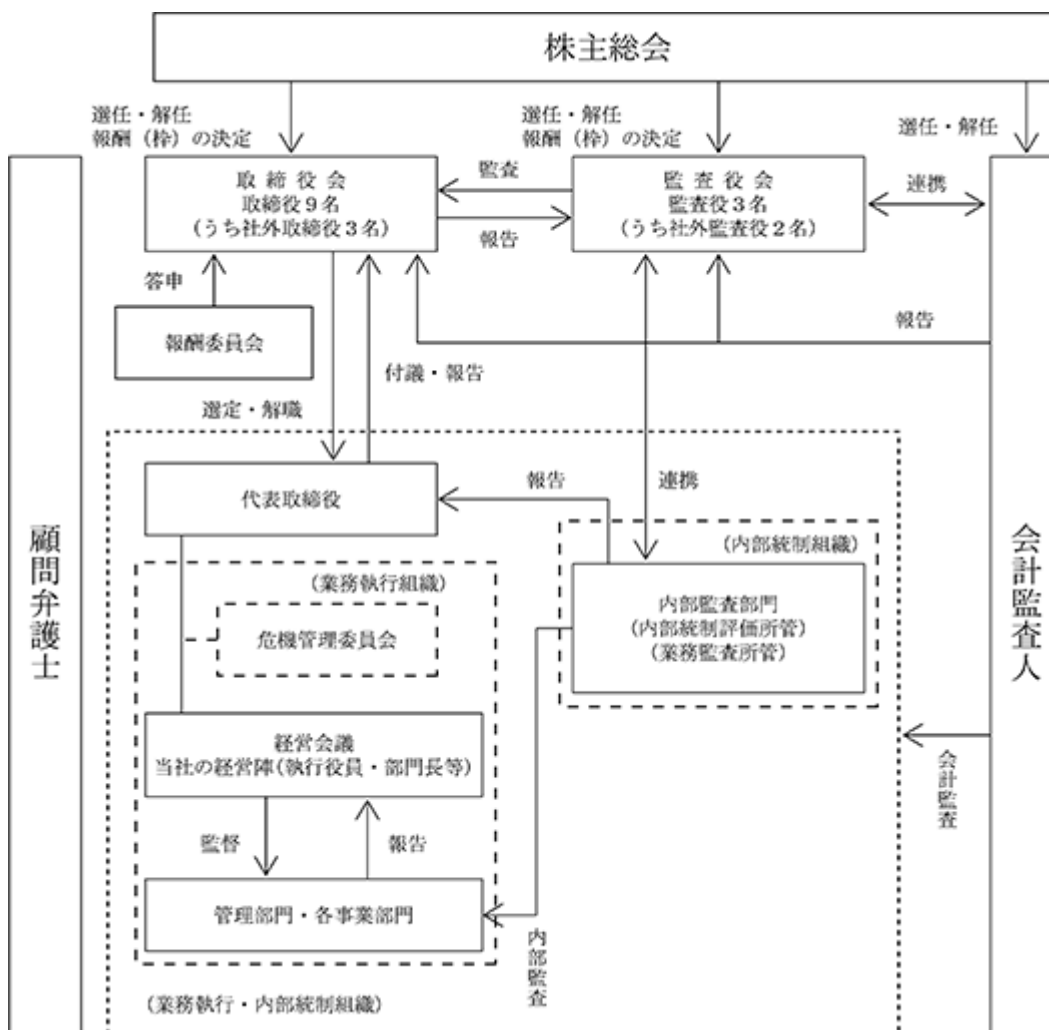 株主総会
選任・解任
報酬（枠）の決定
選任・解任
報酬（枠）の決定
選任・解任
取締役会
取締役９名
(うち社外取締役３名)
監査
報告
監査役会
監査役３名
(うち社外監査役２名)
連携
答申
報酬委員会
報告
付議・報告
選定・解職
代表取締役
報告
連携
顧問弁護士
会計監査人
(内部統制組織)
内部監査部門
(内部統制評価所管)
(業務監査所管)
(業務執行組織)
危機管理委員会
経営会議
当社の経営陣(執行役員・部門長等)
会計監査
監督
報告
管理部門・各事業部門
内部監査
(業務執行・内部統制組織)